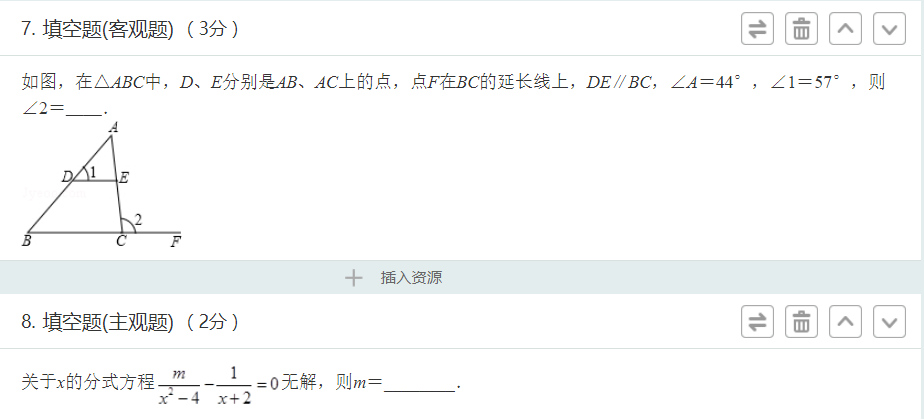 7. 填空题(客观题) （3分）
如图，在△ABC中，D、E分别是AB、AC上的点，点F在BC的延长线上，DE∥BC，∠A＝44°，∠1＝57°，则
∠2＝____.
A
D 1 E
2
B C F
插入资源
8. 填空题(主观题) （2分）
关于x的分式方程 m/(x²－4) － 1/(x＋2) ＝0无解，则m＝________.